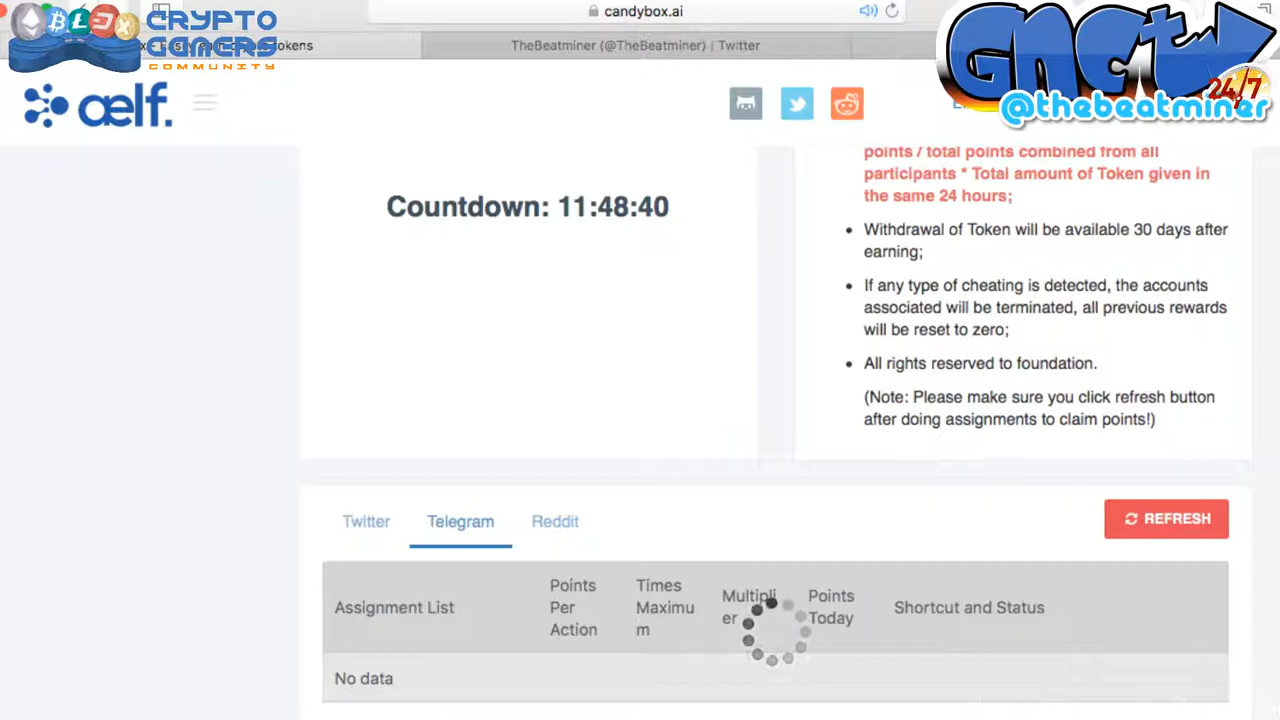 CRYPTO
GAMERS
COMMUNITY
candybox.ai
tokens
TheBeatminer (@TheBeatminer) | Twitter
GNCTV
24/7
@thebeatminer
ælf.
points / total points combined from all
participants * Total amount of Token given in
the same 24 hours;
Countdown: 11:48:40
• Withdrawal of Token will be available 30 days after
earning;
• If any type of cheating is detected, the accounts
associated will be terminated, all previous rewards
will be reset to zero;
• All rights reserved to foundation.
(Note: Please make sure you click refresh button
after doing assignments to claim points!)
Twitter
Telegram
Reddit
REFRESH
Assignment List
Points
Per
Action
Times
Maximu
m
Multipli
er
Points
Today
Shortcut and Status
No data